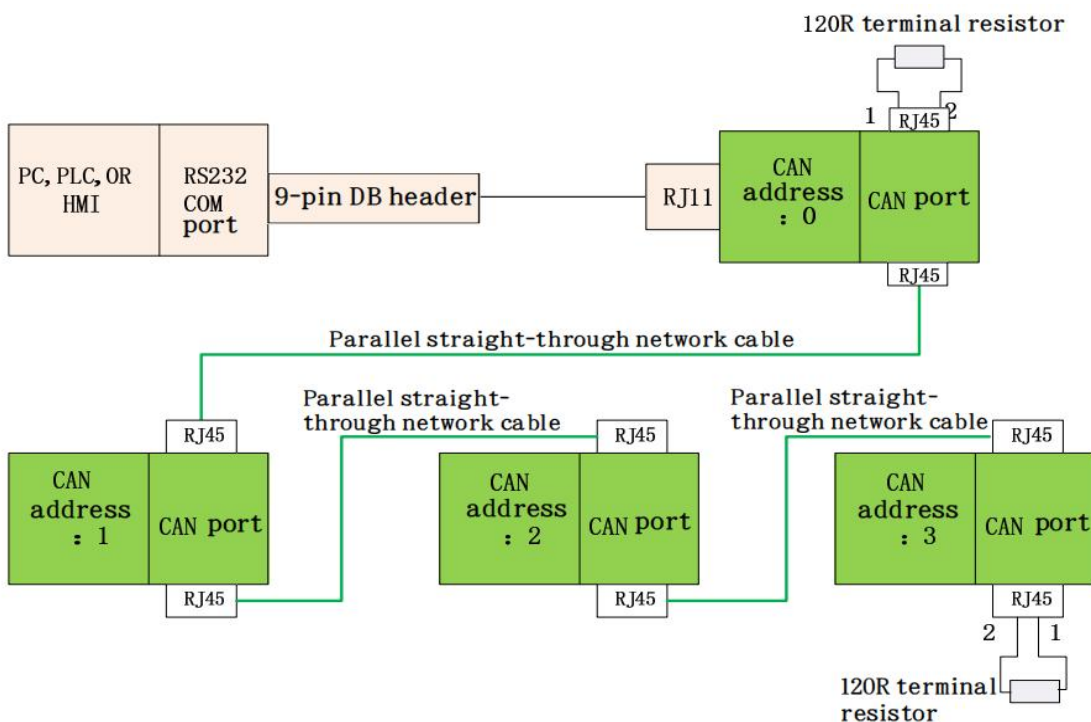 120R terminal resistor
1
2
RJ45
PC, PLC, OR
HMI
RS232
COM
port
9-pin DB header
RJ11
CAN
address
: 0
CAN port
RJ45
Parallel straight-through network cable
Parallel straight-
through network cable
Parallel straight-
through network cable
RJ45
RJ45
RJ45
CAN
address
: 1
CAN port
CAN
address
: 2
CAN port
CAN
address
: 3
CAN port
RJ45
RJ45
RJ45
2
1
120R terminal
resistor